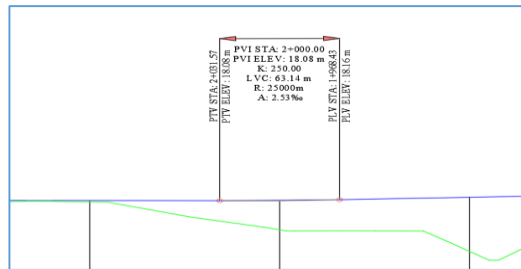 PVI STA: 2+000.00
PVI ELEV: 18.08 m
K: 250.00
LVC: 63.14 m
R: 25000m
A: 2.53‰
PTV STA: 2+031.57
PTV ELEV: 18.08 m
PLV STA: 1+968.43
PLV ELEV: 18.16 m